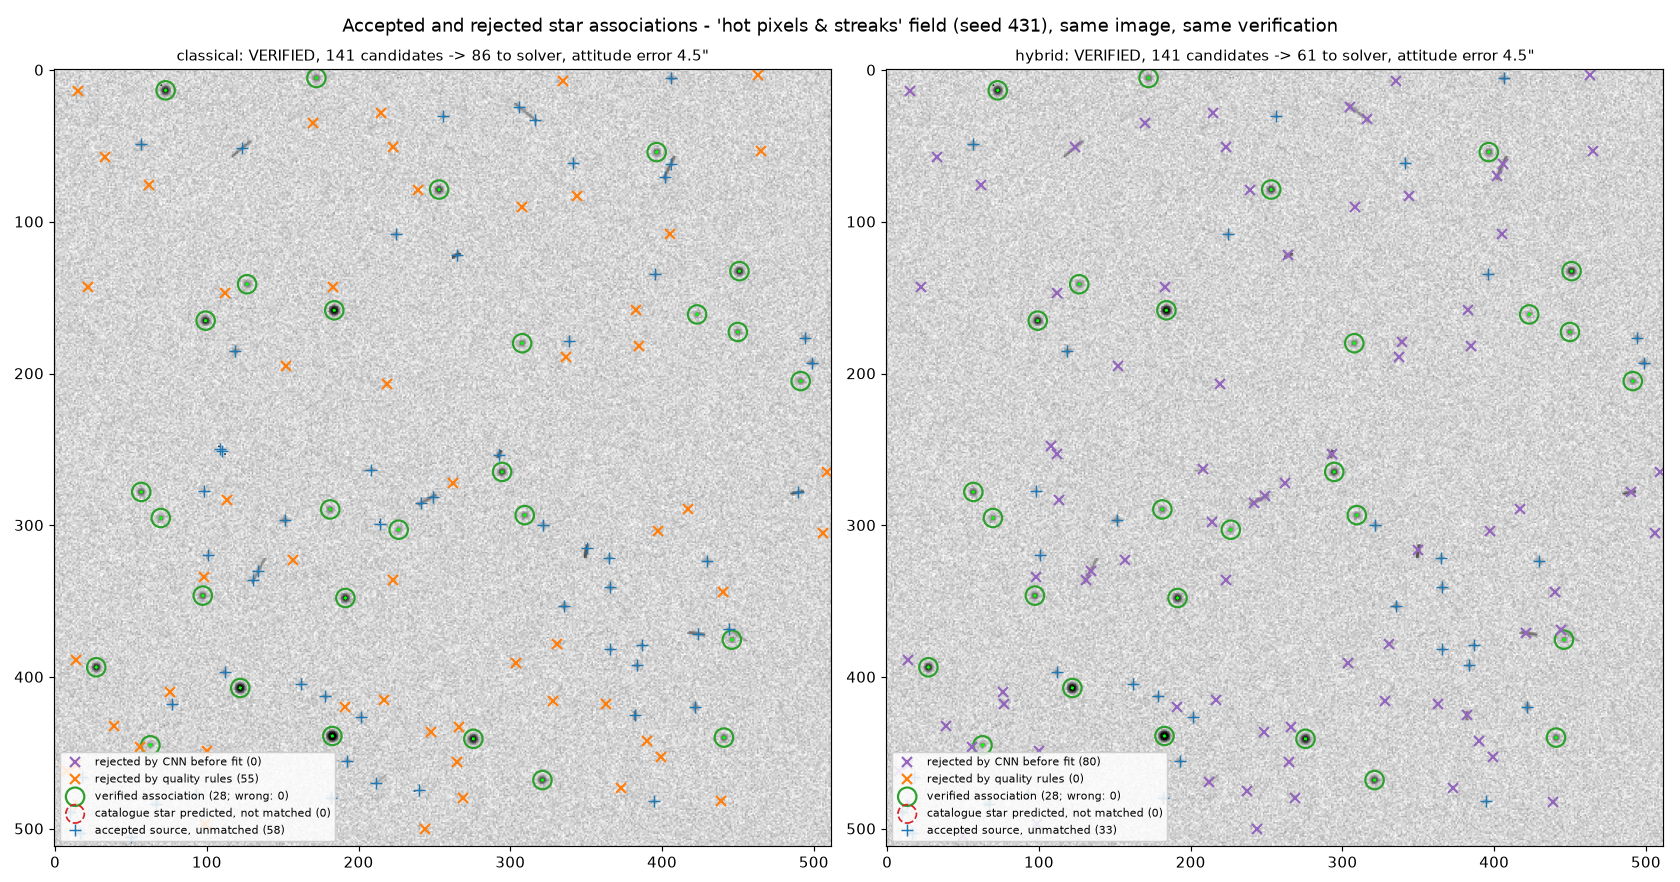 Accepted and rejected star associations - 'hot pixels & streaks' field (seed 431), same image, same verification
classical: VERIFIED, 141 candidates -> 86 to solver, attitude error 4.5"
0
100
200
300
400
500
rejected by CNN before fit (0)
rejected by quality rules (55)
verified association (28; wrong: 0)
catalogue star predicted, not matched (0)
accepted source, unmatched (58)
0
100
200
300
400
500
hybrid: VERIFIED, 141 candidates -> 61 to solver, attitude error 4.5"
0
100
200
300
400
500
rejected by CNN before fit (80)
rejected by quality rules (0)
verified association (28; wrong: 0)
catalogue star predicted, not matched (0)
accepted source, unmatched (33)
0
100
200
300
400
500